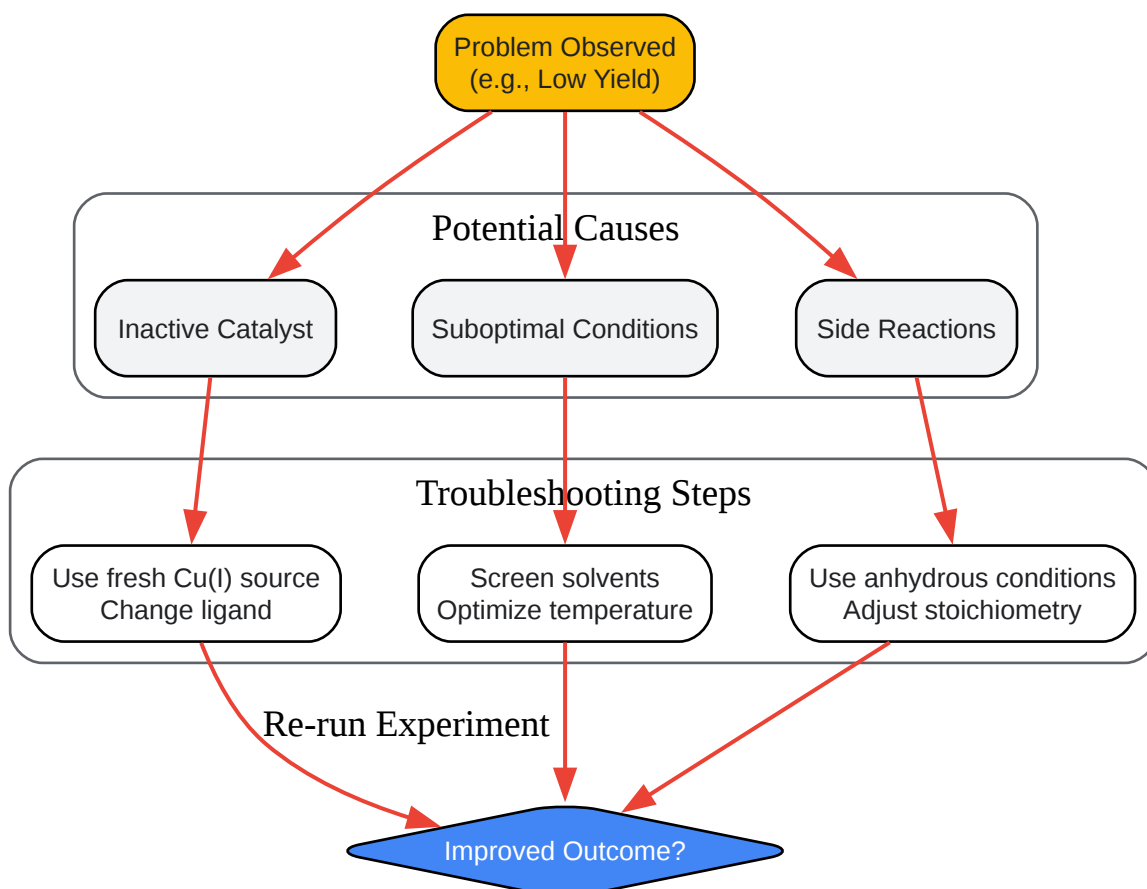 Problem Observed
(e.g., Low Yield)
Potential Causes
Inactive Catalyst
Suboptimal Conditions
Side Reactions
Troubleshooting Steps
Use fresh Cu(I) source
Change ligand
Screen solvents
Optimize temperature
Use anhydrous conditions
Adjust stoichiometry
Re-run Experiment
Improved Outcome?